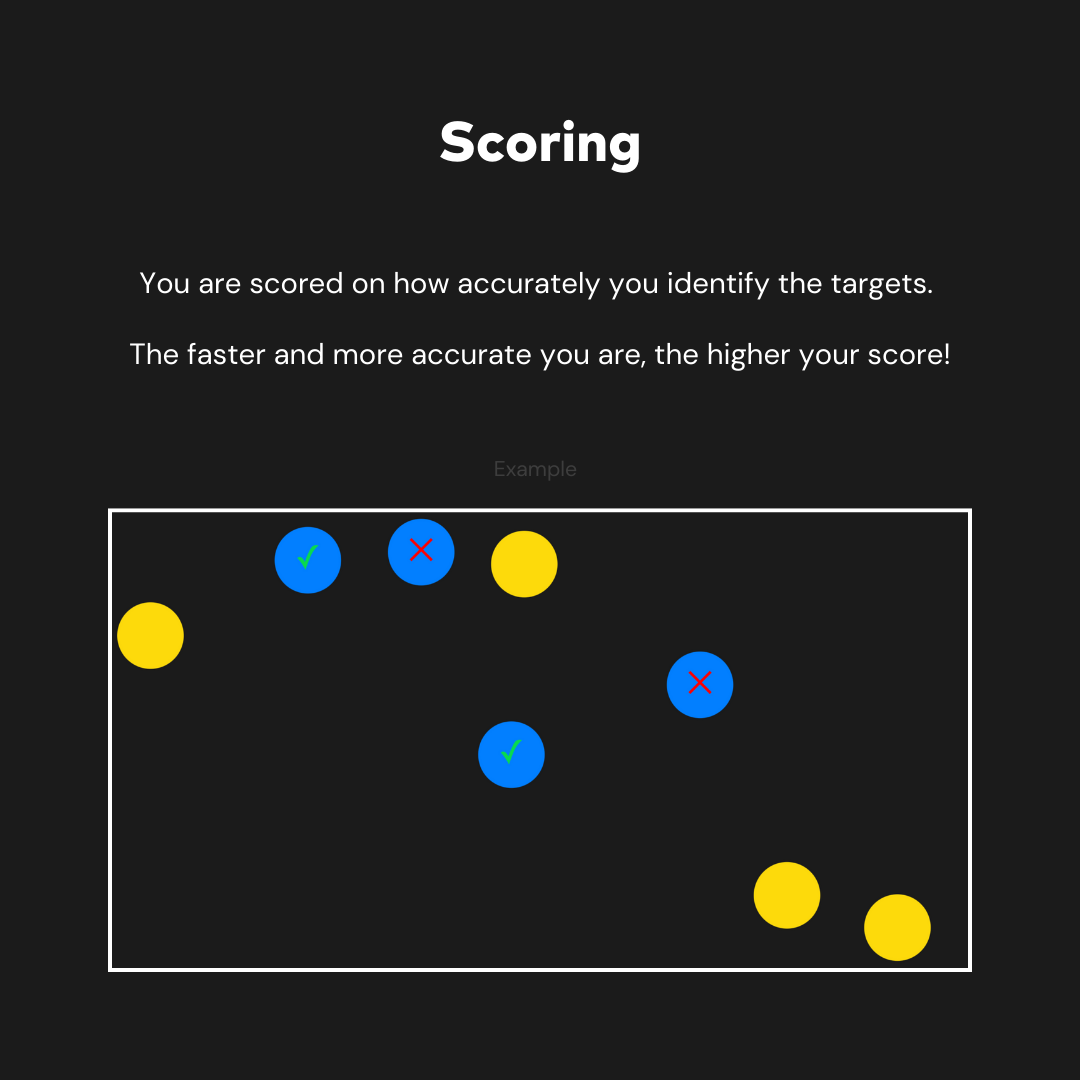 Scoring
You are scored on how accurately you identify the targets.
The faster and more accurate you are, the higher your score!
Example